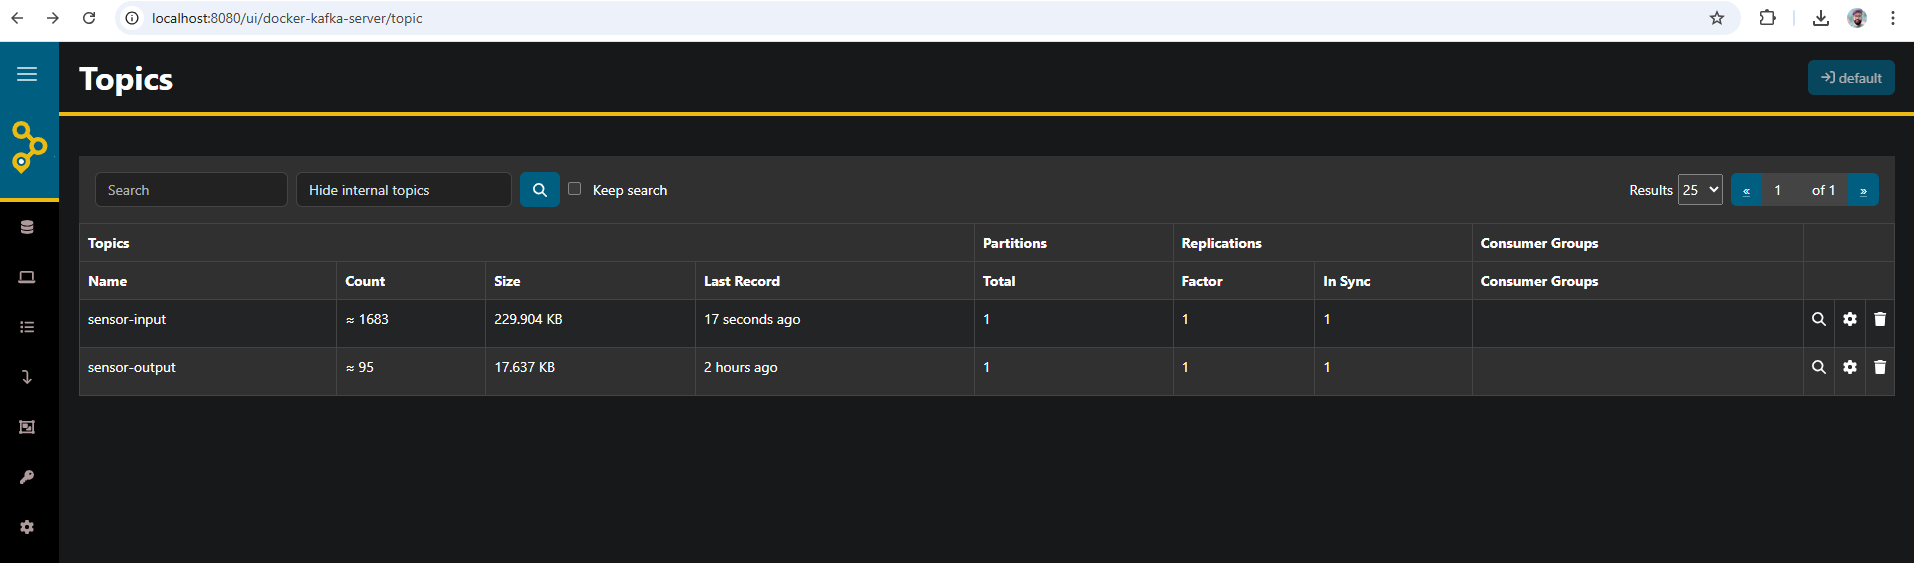 localhost:8080/ui/docker-kafka-server/topic
Topics
default
Search
Hide internal topics
Keep search
Results 25 « 1 of 1 »
Topics Partitions Replications Consumer Groups
Name Count Size Last Record Total Factor In Sync Consumer Groups
sensor-input ≈ 1683 229.904 KB 17 seconds ago 1 1 1
sensor-output ≈ 95 17.637 KB 2 hours ago 1 1 1